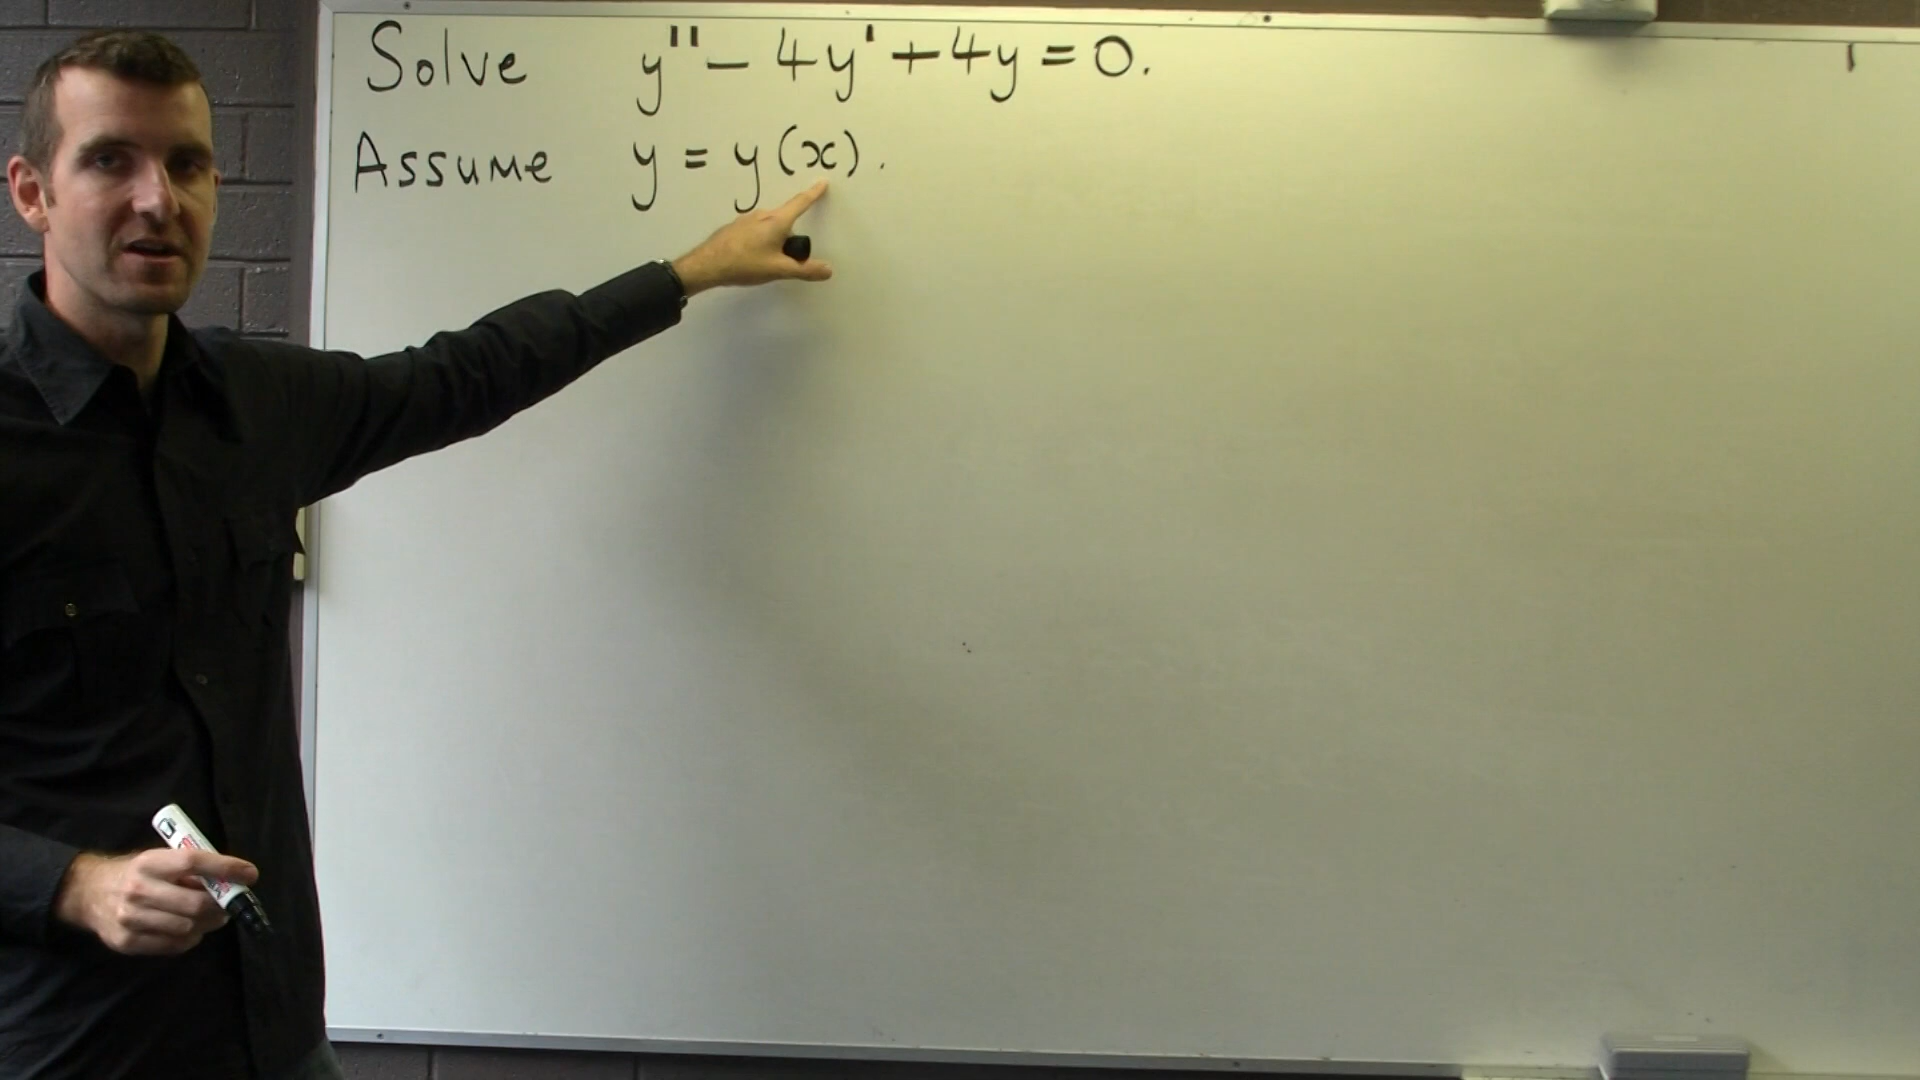 Solve y'' - 4y' + 4y = 0.
Assume y = y(x).